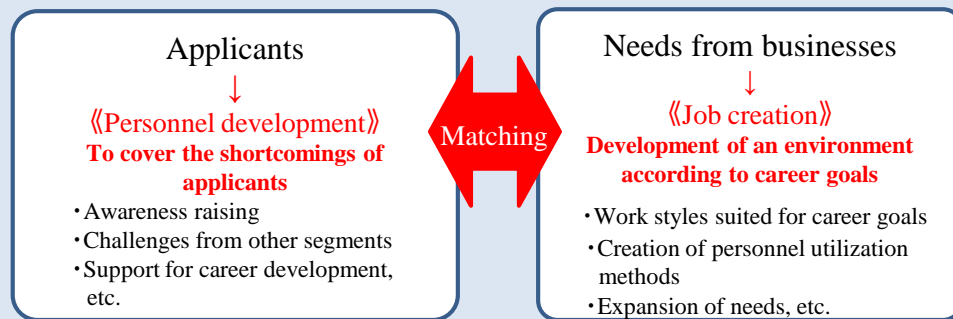 Applicants
↓
《Personnel development》
To cover the shortcomings of
applicants
・Awareness raising
・Challenges from other segments
・Support for career development,
etc.
Matching
Needs from businesses
↓
《Job creation》
Development of an environment
according to career goals
・Work styles suited for career goals
・Creation of personnel utilization
methods
・Expansion of needs, etc.